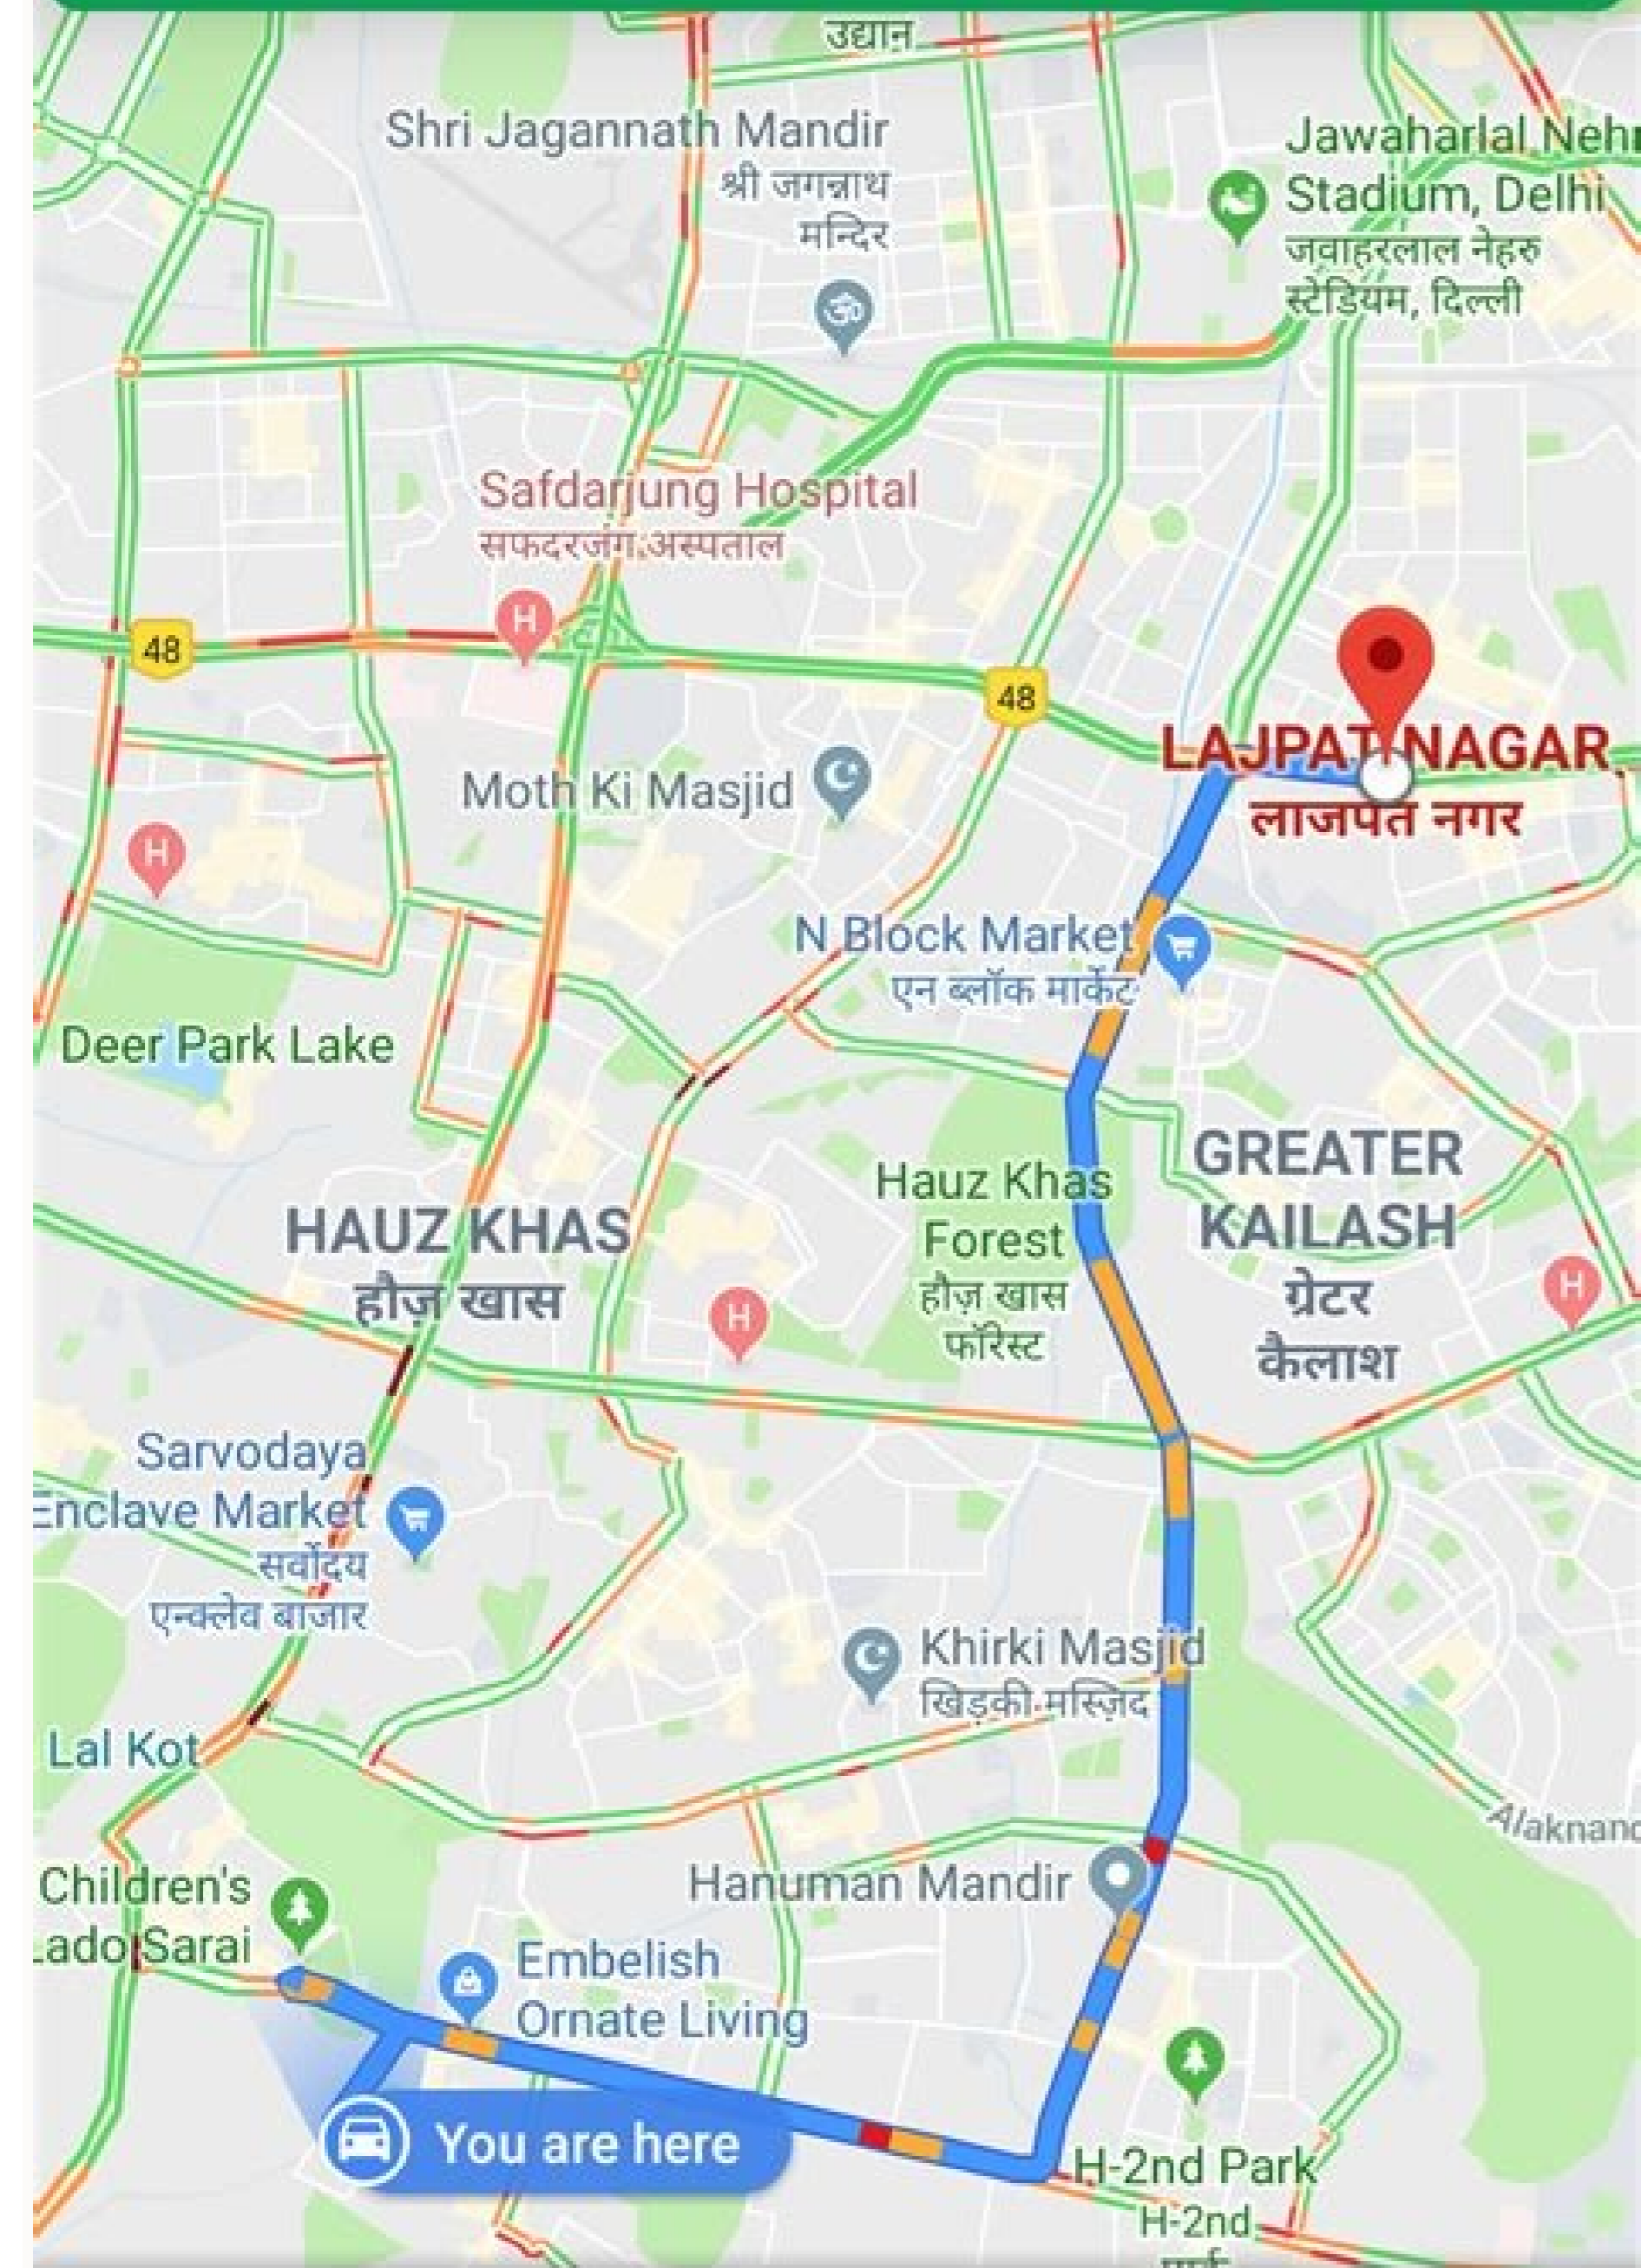 उद्यान
Shri Jagannath Mandir
श्री जगन्नाथ
मन्दिर
Jawaharlal Nehr
Stadium, Delhi
जवाहरलाल नेहरु
स्टेडियम, दिल्ली
Safdarjung Hospital
सफदरजंग अस्पताल
H
48
48
LAJPAT NAGAR
लाजपत नगर
Moth Ki Masjid
H
N Block Market
एन ब्लॉक मार्केट
Deer Park Lake
GREATER
KAILASH
ग्रेटर
कैलाश
Hauz Khas
Forest
हौज़ खास
फॉरेस्ट
HAUZ KHAS
हौज़ खास
H
H
Sarvodaya
Enclave Market
सर्वोदय
एन्क्लेव बाजार
Khirki Masjid
खिड़की मस्ज़िद
Lal Kot
Alaknand
Hanuman Mandir
Children's
Lado Sarai
Embelish
Ornate Living
You are here
H-2nd Park
H-2nd